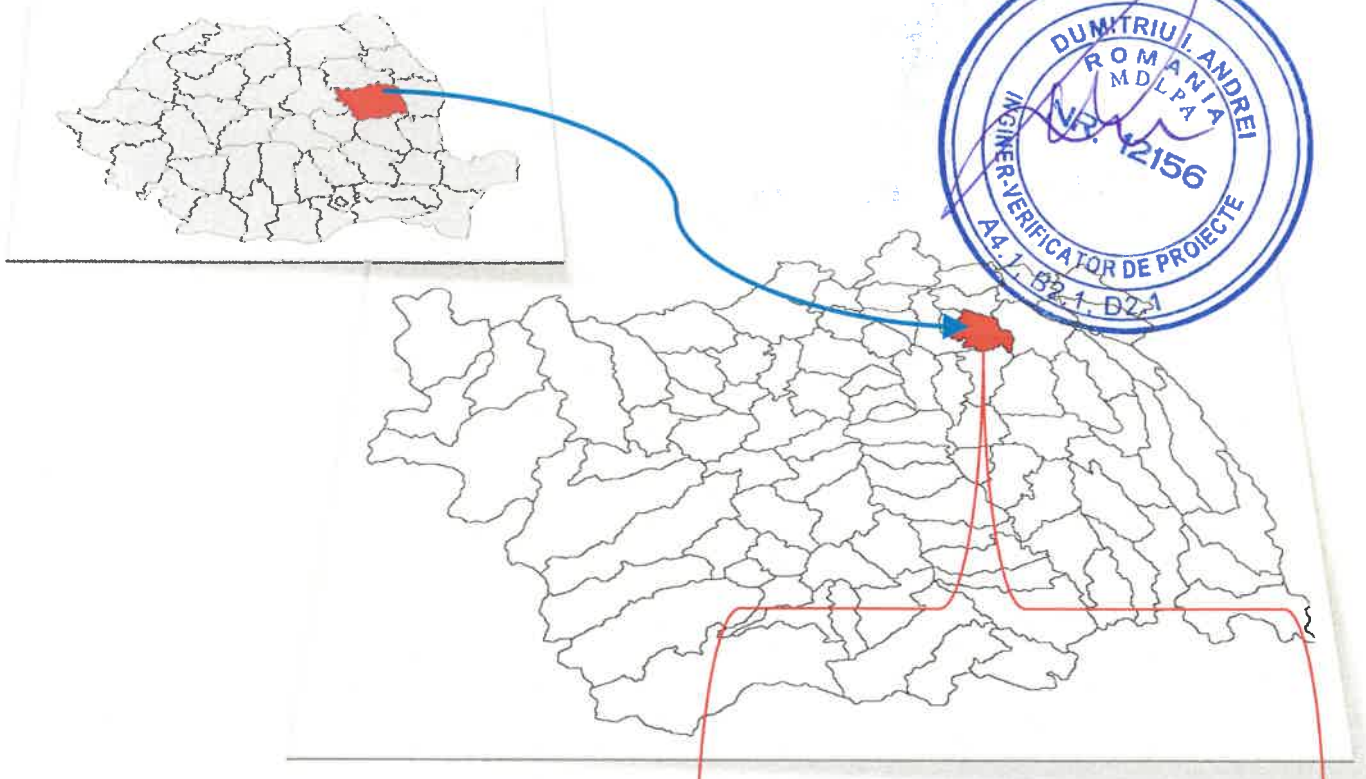 DUMITRIU I. ANDREI
ROMANIA
MDLPA
NR. 12156
INGINER-VERIFICATOR DE PROIECTE
A4.1, B2.1, D2.1